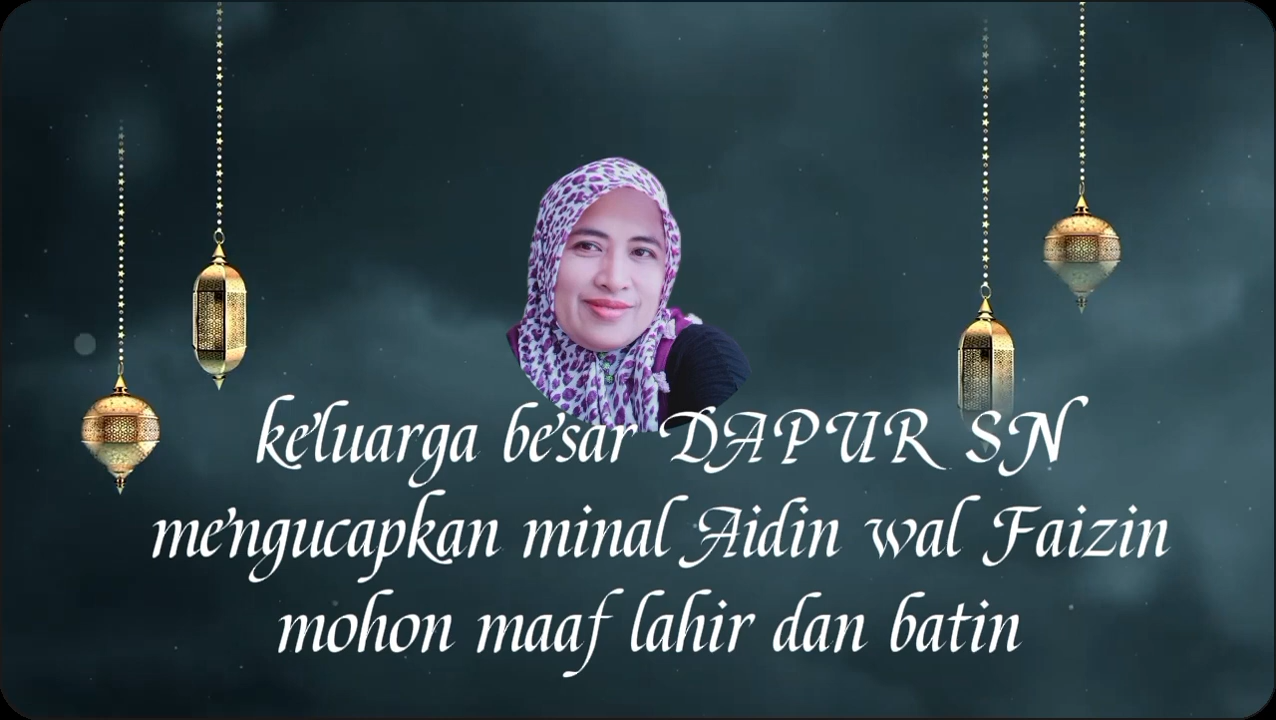 keluarga besar DAPUR SN
mengucapkan minal Aidin wal Faizin
mohon maaf lahir dan batin